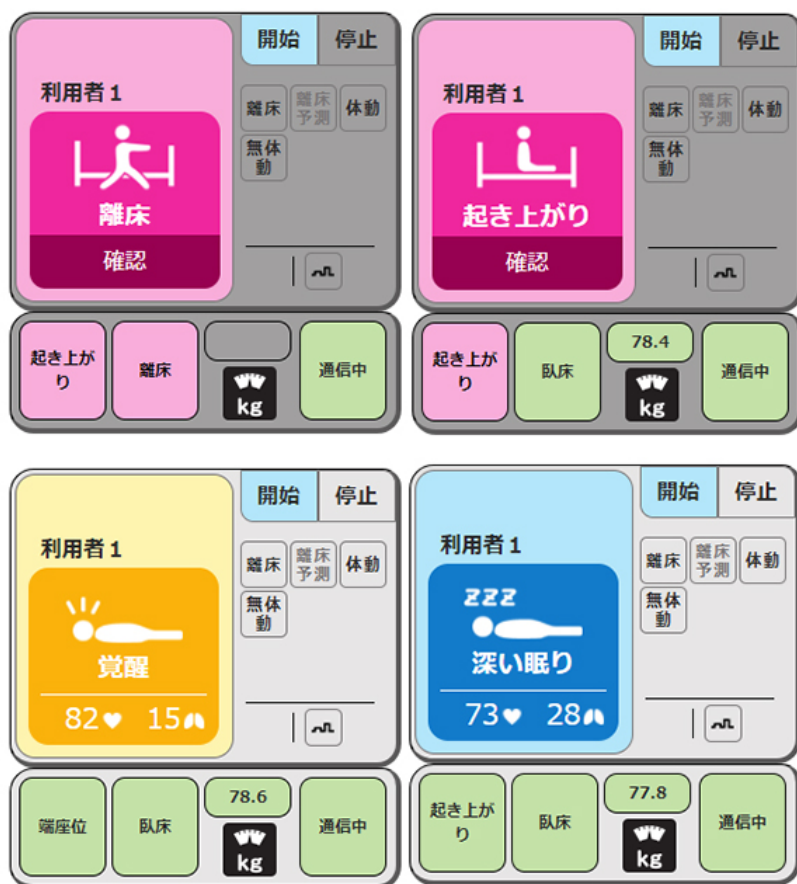 開始 停止
利用者1
離床 離床予測 体動
無体動
離床
確認
起き上がり
離床
kg
通信中
開始 停止
利用者1
離床 離床予測 体動
無体動
起き上がり
確認
起き上がり
臥床
78.4
kg
通信中
開始 停止
利用者1
離床 離床予測 体動
無体動
覚醒
82 15
端座位
臥床
78.6
kg
通信中
開始 停止
利用者1
離床 離床予測 体動
無体動
zzz
深い眠り
73 28
起き上がり
臥床
77.8
kg
通信中